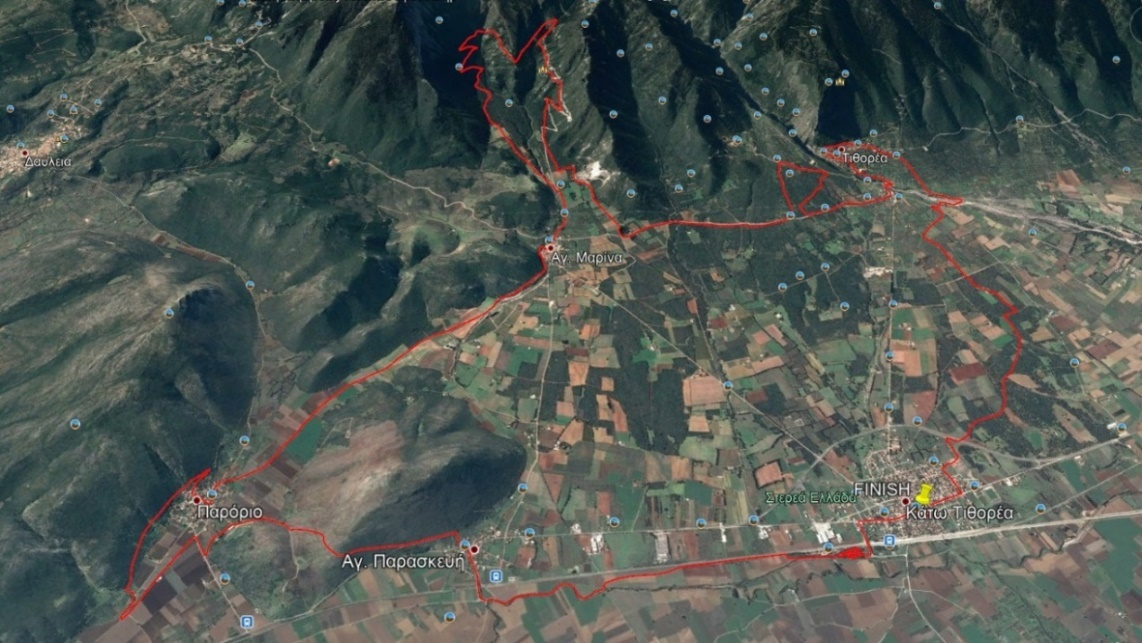 Δαύλεια
Τιθορέα
Αγ. Μαρίνα
Στερεά Ελλάδα
FINISH
Κάτω Τιθορέα
Παρόριο
Αγ. Παρασκευή